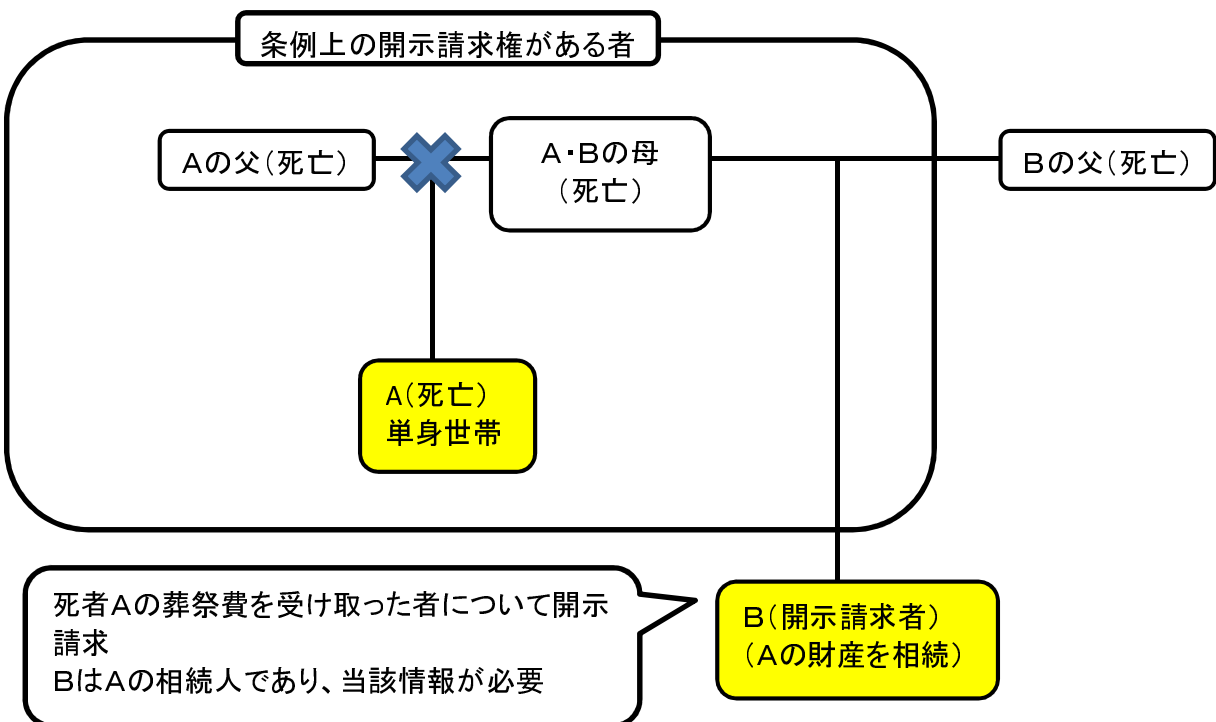 条例上の開示請求権がある者
Aの父（死亡）
A・Bの母
（死亡）
Bの父（死亡）
A（死亡）
単身世帯
死者Aの葬祭費を受け取った者について開示
請求
BはAの相続人であり、当該情報が必要
B（開示請求者）
（Aの財産を相続）